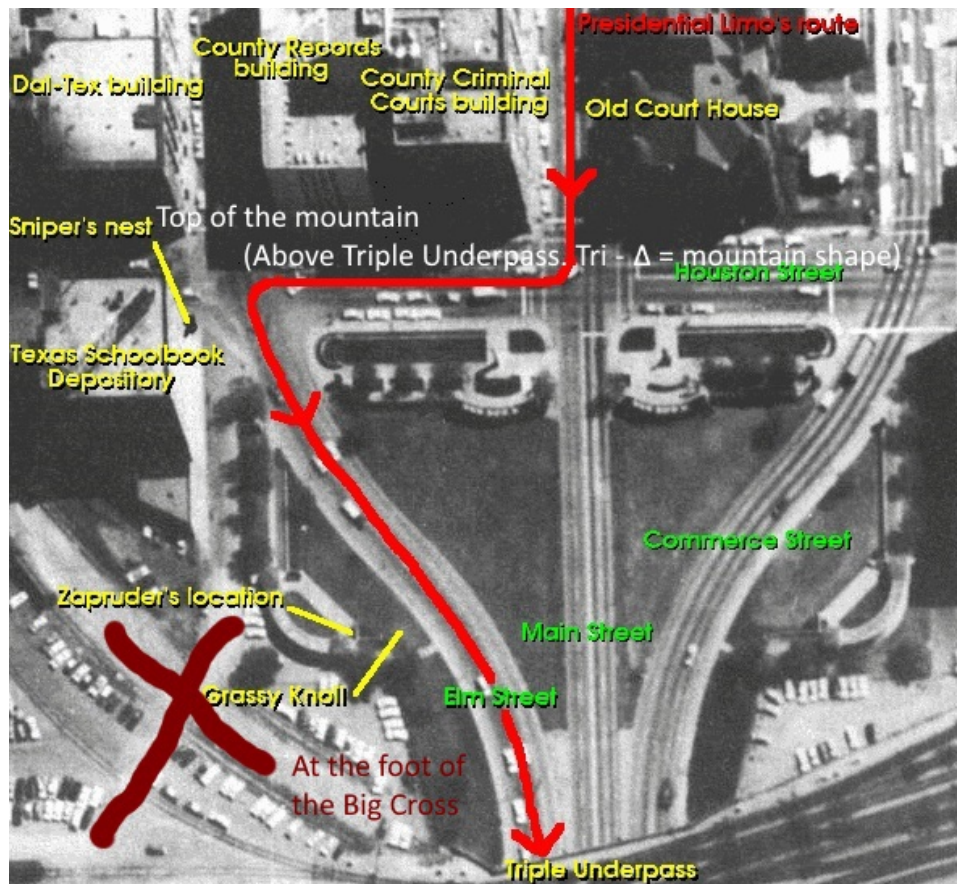 Presidential Limo's route
County Records
building
Dal-Tex building
County Criminal
Courts building
Old Court House
Sniper's nest
Top of the mountain
(Above Triple Underpass. Tri - Δ = mountain shape)
Houston Street
Texas Schoolbook
Depository
Commerce Street
Zapruder's location
Main Street
Grassy Knoll
Elm Street
At the foot of
the Big Cross
Triple Underpass